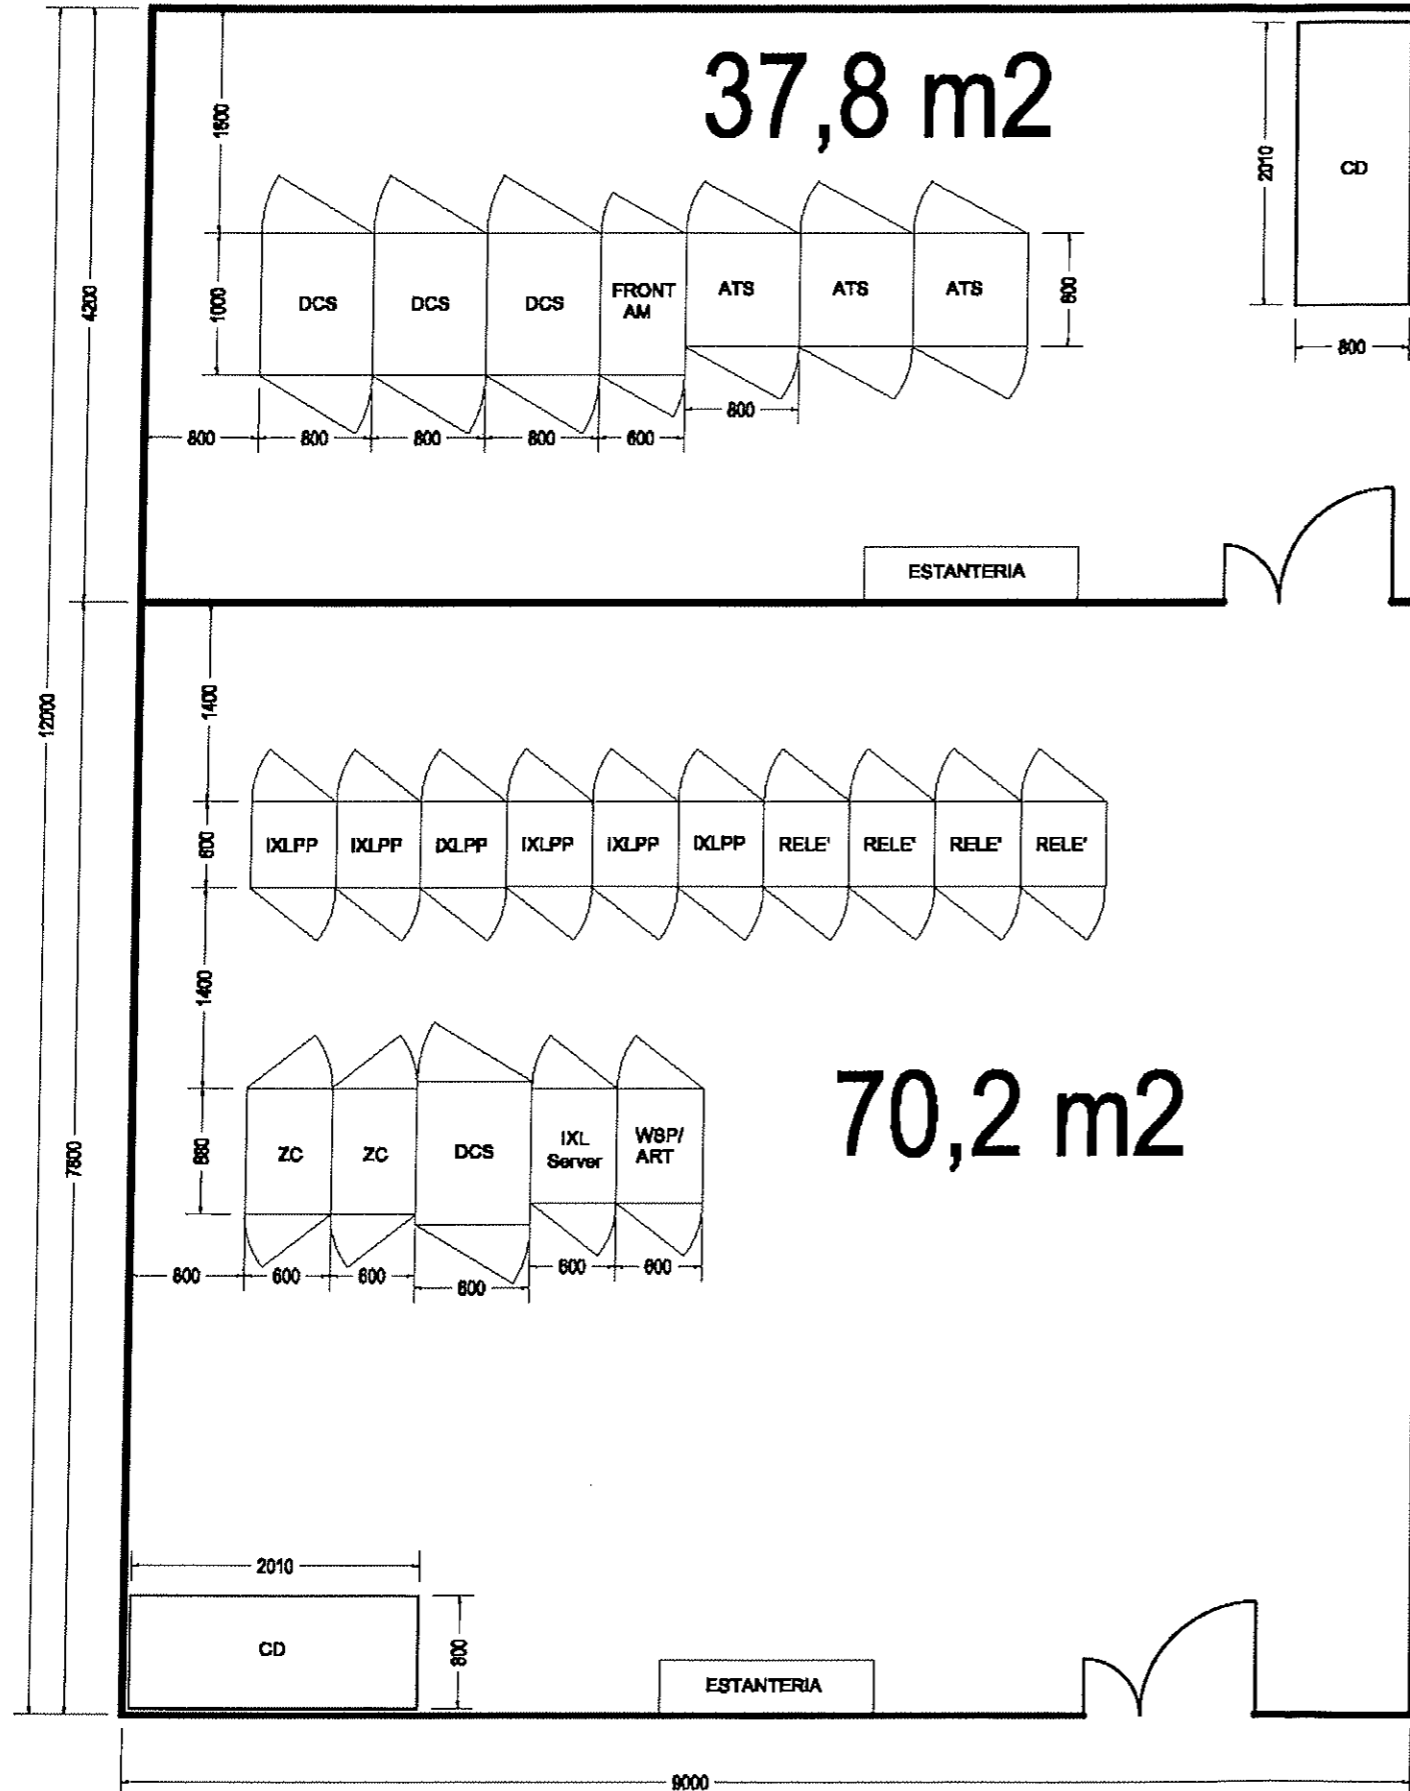 37,8 m2
1600
2010
CD
4200
1000
DCS
DCS
DCS
FRONT
AM
ATS
ATS
ATS
800
800
800
800
800
800
600
800
ESTANTERIA
12000
1400
600
IXLPP
IXLPP
IXLPP
IXLPP
IXLPP
IXLPP
RELE'
RELE'
RELE'
RELE'
1400
70,2 m2
7800
880
ZC
ZC
DCS
IXL
Server
WSP/
ART
800
600
600
800
600
600
2010
CD
800
ESTANTERIA
9000